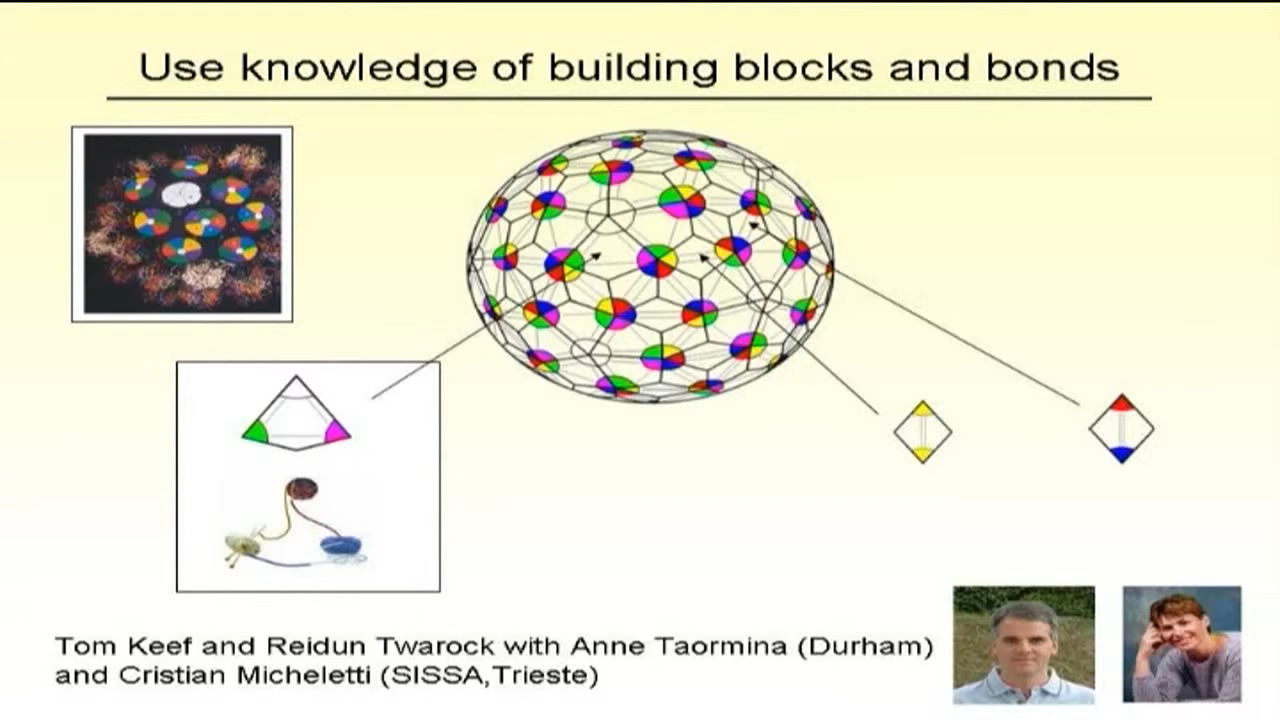 Use knowledge of building blocks and bonds
Tom Keef and Reidun Twarock with Anne Taormina (Durham)
and Cristian Micheletti (SISSA,Trieste)